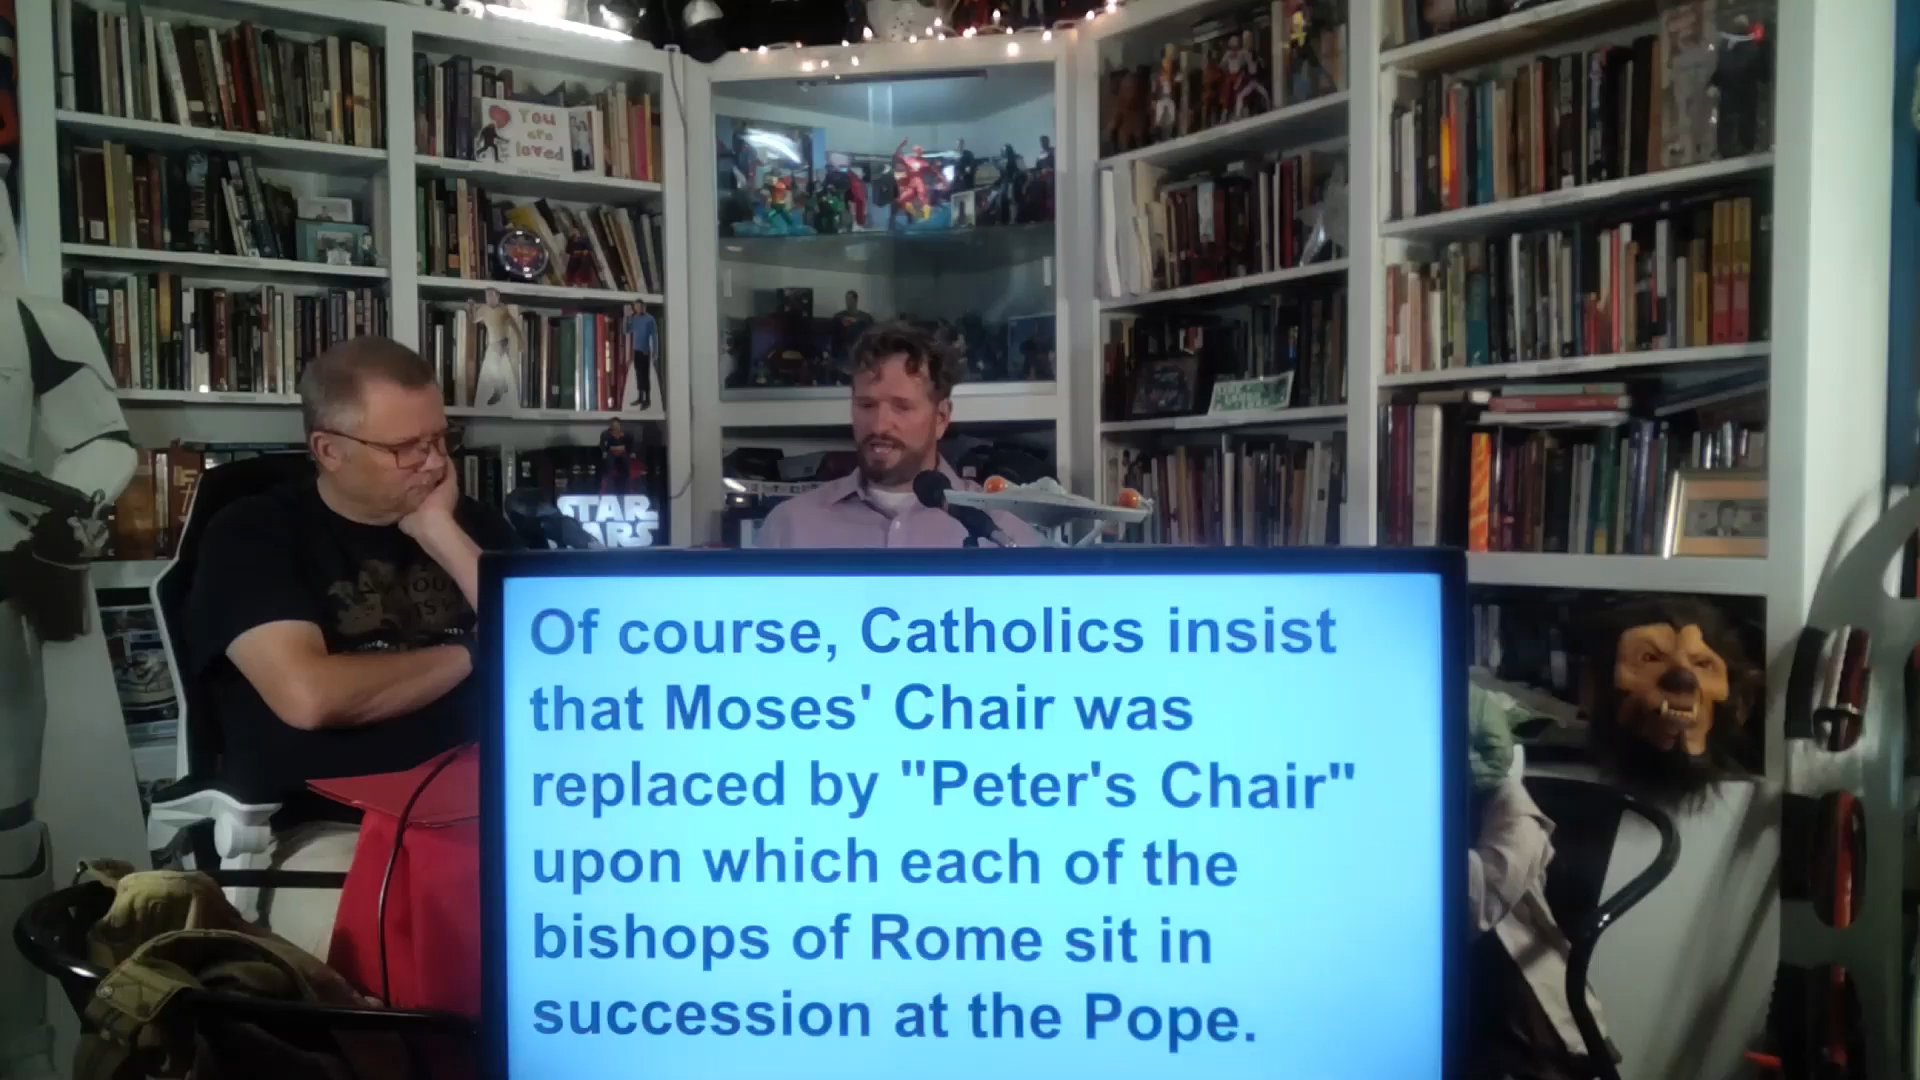 You
are
loved
STAR
WARS
Of course, Catholics insist
that Moses' Chair was
replaced by "Peter's Chair"
upon which each of the
bishops of Rome sit in
succession at the Pope.